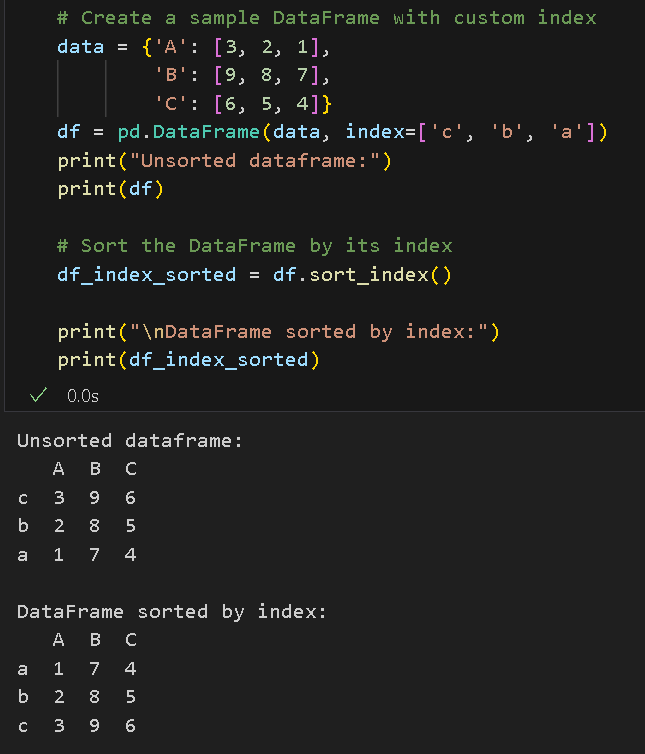 # Create a sample DataFrame with custom index
data = {'A': [3, 2, 1],
        'B': [9, 8, 7],
        'C': [6, 5, 4]}
df = pd.DataFrame(data, index=['c', 'b', 'a'])
print("Unsorted dataframe:")
print(df)
# Sort the DataFrame by its index
df_index_sorted = df.sort_index()
print("\nDataFrame sorted by index:")
print(df_index_sorted)
✓ 0.0s
Unsorted dataframe:
   A  B  C
c  3  9  6
b  2  8  5
a  1  7  4
DataFrame sorted by index:
   A  B  C
a  1  7  4
b  2  8  5
c  3  9  6